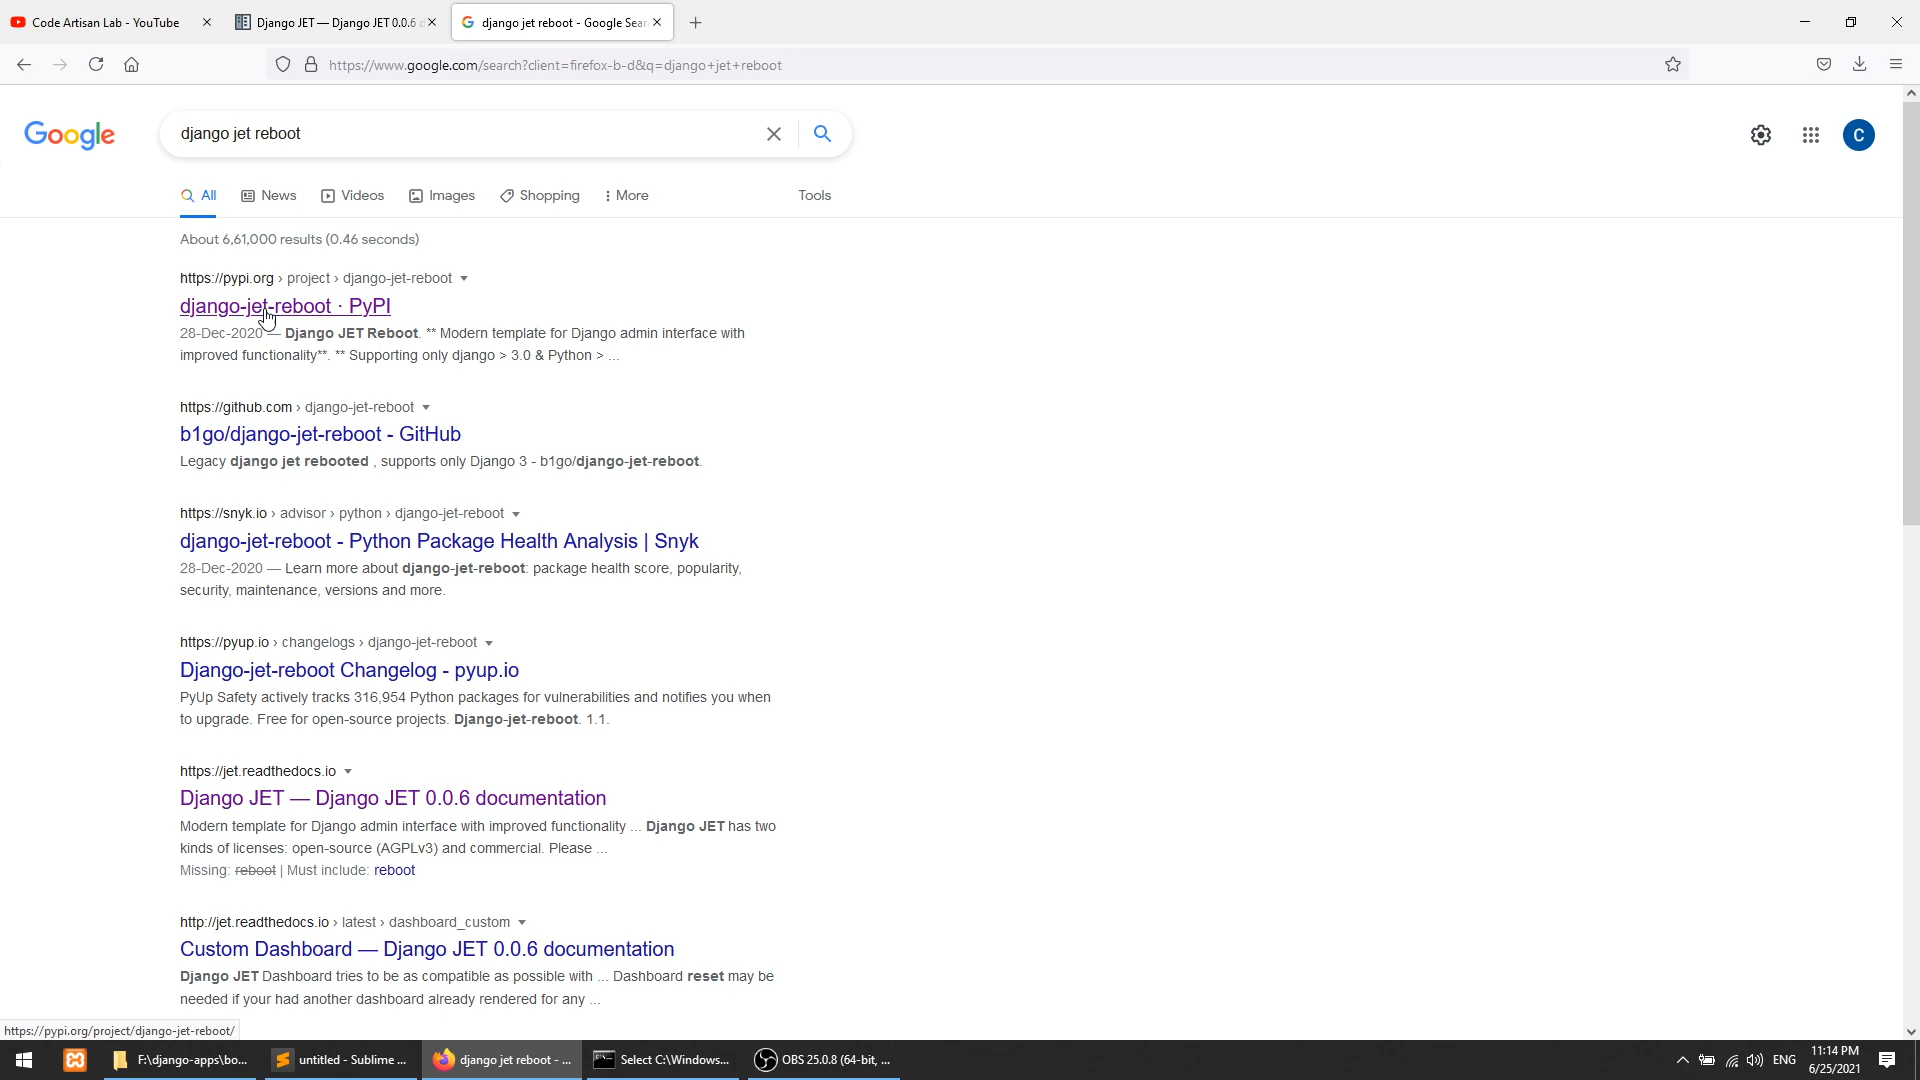 Code Artisan Lab - YouTube
Django JET — Django JET 0.0.6 d
django jet reboot - Google Sear
https://www.google.com/search?client=firefox-b-d&q=django+jet+reboot
Google
django jet reboot
C
All
News
Videos
Images
Shopping
More
Tools
About 6,61,000 results (0.46 seconds)
https://pypi.org › project › django-jet-reboot
django-jet-reboot · PyPI
28-Dec-2020 — Django JET Reboot. ** Modern template for Django admin interface with
improved functionality**. ** Supporting only django > 3.0 & Python > ...
https://github.com › django-jet-reboot
b1go/django-jet-reboot - GitHub
Legacy django jet rebooted , supports only Django 3 - b1go/django-jet-reboot.
https://snyk.io › advisor › python › django-jet-reboot
django-jet-reboot - Python Package Health Analysis | Snyk
28-Dec-2020 — Learn more about django-jet-reboot: package health score, popularity,
security, maintenance, versions and more.
https://pyup.io › changelogs › django-jet-reboot
Django-jet-reboot Changelog - pyup.io
PyUp Safety actively tracks 316,954 Python packages for vulnerabilities and notifies you when
to upgrade. Free for open-source projects. Django-jet-reboot. 1.1.
https://jet.readthedocs.io
Django JET — Django JET 0.0.6 documentation
Modern template for Django admin interface with improved functionality ... Django JET has two
kinds of licenses: open-source (AGPLv3) and commercial. Please ...
Missing: reboot | Must include: reboot
http://jet.readthedocs.io › latest › dashboard_custom
Custom Dashboard — Django JET 0.0.6 documentation
Django JET Dashboard tries to be as compatible as possible with ... Dashboard reset may be
needed if your had another dashboard already rendered for any ...
https://pypi.org/project/django-jet-reboot/
F:\django-apps\bo...
untitled - Sublime ...
django jet reboot - ...
Select C:\Windows...
OBS 25.0.8 (64-bit, ...
ENG
11:14 PM
6/25/2021